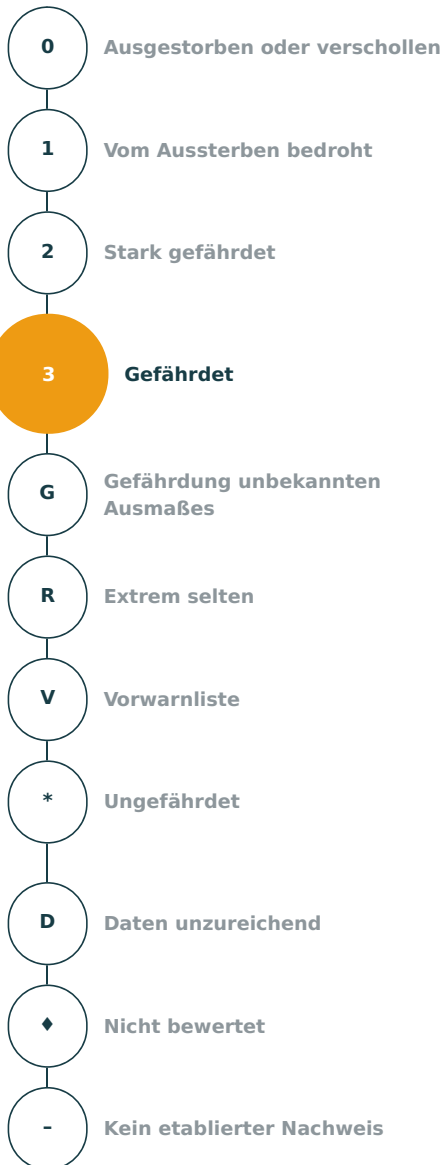 0 Ausgestorben oder verschollen
1 Vom Aussterben bedroht
2 Stark gefährdet
3 Gefährdet
G Gefährdung unbekannten
Ausmaßes
R Extrem selten
V Vorwarnliste
* Ungefährdet
D Daten unzureichend
♦ Nicht bewertet
– Kein etablierter Nachweis